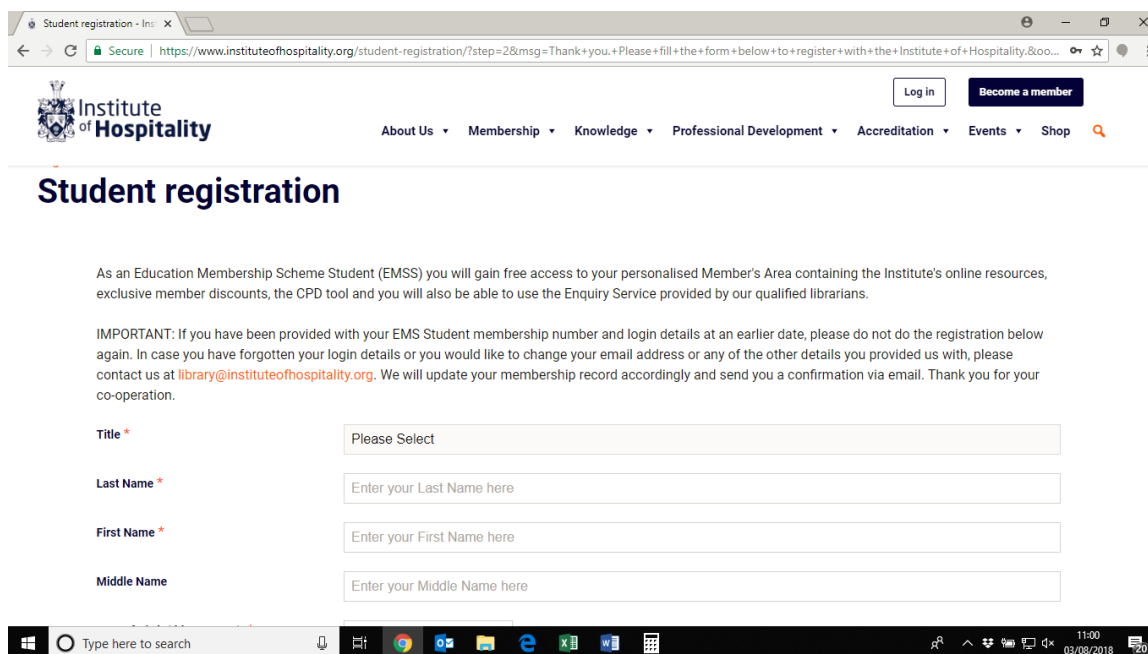 Student registration - Ins
Secure | https://www.instituteofhospitality.org/student-registration/?step=2&msg=Thank+you.+Please+fill+the+form+below+to+register+with+the+Institute+of+Hospitality.&oo...
Log in
Become a member
Institute
of Hospitality
About Us Membership Knowledge Professional Development Accreditation Events Shop
Student registration
As an Education Membership Scheme Student (EMSS) you will gain free access to your personalised Member's Area containing the Institute's online resources,
exclusive member discounts, the CPD tool and you will also be able to use the Enquiry Service provided by our qualified librarians.
IMPORTANT: If you have been provided with your EMS Student membership number and login details at an earlier date, please do not do the registration below
again. In case you have forgotten your login details or you would like to change your email address or any of the other details you provided us with, please
contact us at library@instituteofhospitality.org. We will update your membership record accordingly and send you a confirmation via email. Thank you for your
co-operation.
Title * Please Select
Last Name * Enter your Last Name here
First Name * Enter your First Name here
Middle Name Enter your Middle Name here
Type here to search
11:00
03/08/2018
20